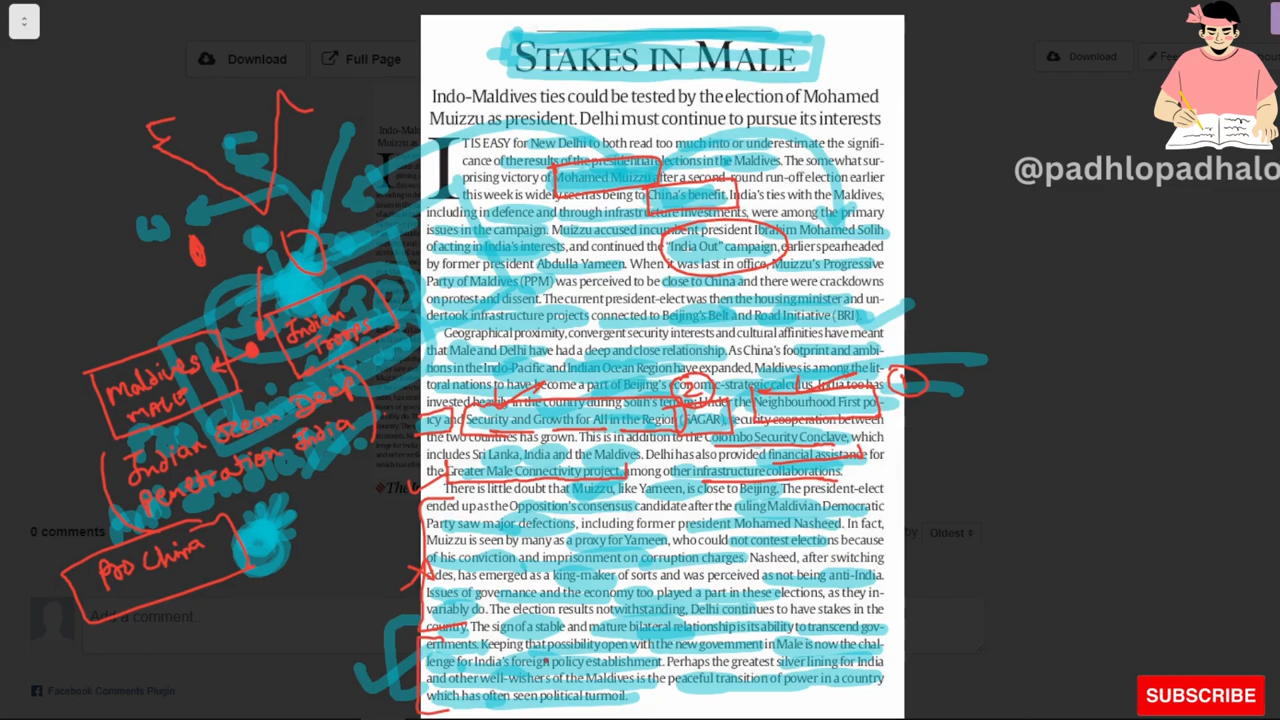 Download
Full Page
Download
@padhlopadhalo
STAKES IN MALE
Indo-Maldives ties could be tested by the election of Mohamed
Muizzu as president. Delhi must continue to pursue its interests
IT IS EASY for New Delhi to both read too much into or underestimate the signifi-
cance of the results of the presidential elections in the Maldives. The somewhat sur-
prising victory of Mohamed Muizzu after a second-round run-off election earlier
this week is widely seen as being to China's benefit. India's ties with the Maldives,
including in defence and through infrastructure investments, were among the primary
issues in the campaign. Muizzu accused incumbent president Ibrahim Mohamed Solih
of acting in India's interests, and continued the "India Out" campaign, earlier spearheaded
by former president Abdulla Yameen. When it was last in office, Muizzu's Progressive
Party of Maldives (PPM) was perceived to be close to China and there were crackdowns
on protest and dissent. The current president-elect was then the housing minister and un-
dertook infrastructure projects connected to Beijing's Belt and Road Initiative (BRI).
Geographical proximity, convergent security interests and cultural affinities have meant
that Male and Delhi have had a deep and close relationship. As China's footprint and ambi-
tions in the Indo-Pacific and Indian Ocean Region have expanded, Maldives is among the lit-
toral nations to have become a part of Beijing's economic-strategic calculus. India too has
invested heavily in the country during Solih's tenure. Under the Neighbourhood First pol-
icy and Security and Growth for All in the Region (SAGAR), security cooperation between
the two countries has grown. This is in addition to the Colombo Security Conclave, which
includes Sri Lanka, India and the Maldives. Delhi has also provided financial assistance for
the Greater Male Connectivity project, among other infrastructure collaborations.
There is little doubt that Muizzu, like Yameen, is close to Beijing. The president-elect
ended up as the Opposition's consensus candidate after the ruling Maldivian Democratic
Party saw major defections, including former president Mohamed Nasheed. In fact,
Muizzu is seen by many as a proxy for Yameen, who could not contest elections because
of his conviction and imprisonment on corruption charges. Nasheed, after switching
sides, has emerged as a king-maker of sorts and was perceived as not being anti-India.
Issues of governance and the economy too played a part in these elections, as they in-
variably do. The election results notwithstanding, Delhi continues to have stakes in the
country. The sign of a stable and mature bilateral relationship is its ability to transcend gov-
ernments. Keeping that possibility open with the new government in Male is now the chal-
lenge for India's foreign policy establishment. Perhaps the greatest silver lining for India
and other well-wishers of the Maldives is the peaceful transition of power in a country
which has often seen political turmoil.
Indian
Troops
Maldives
male
Deep
Indian Ocean
Penetration India
Pro China
1
2
0 comments
by Oldest
Add a comment...
Facebook Comments Plugin
SUBSCRIBE